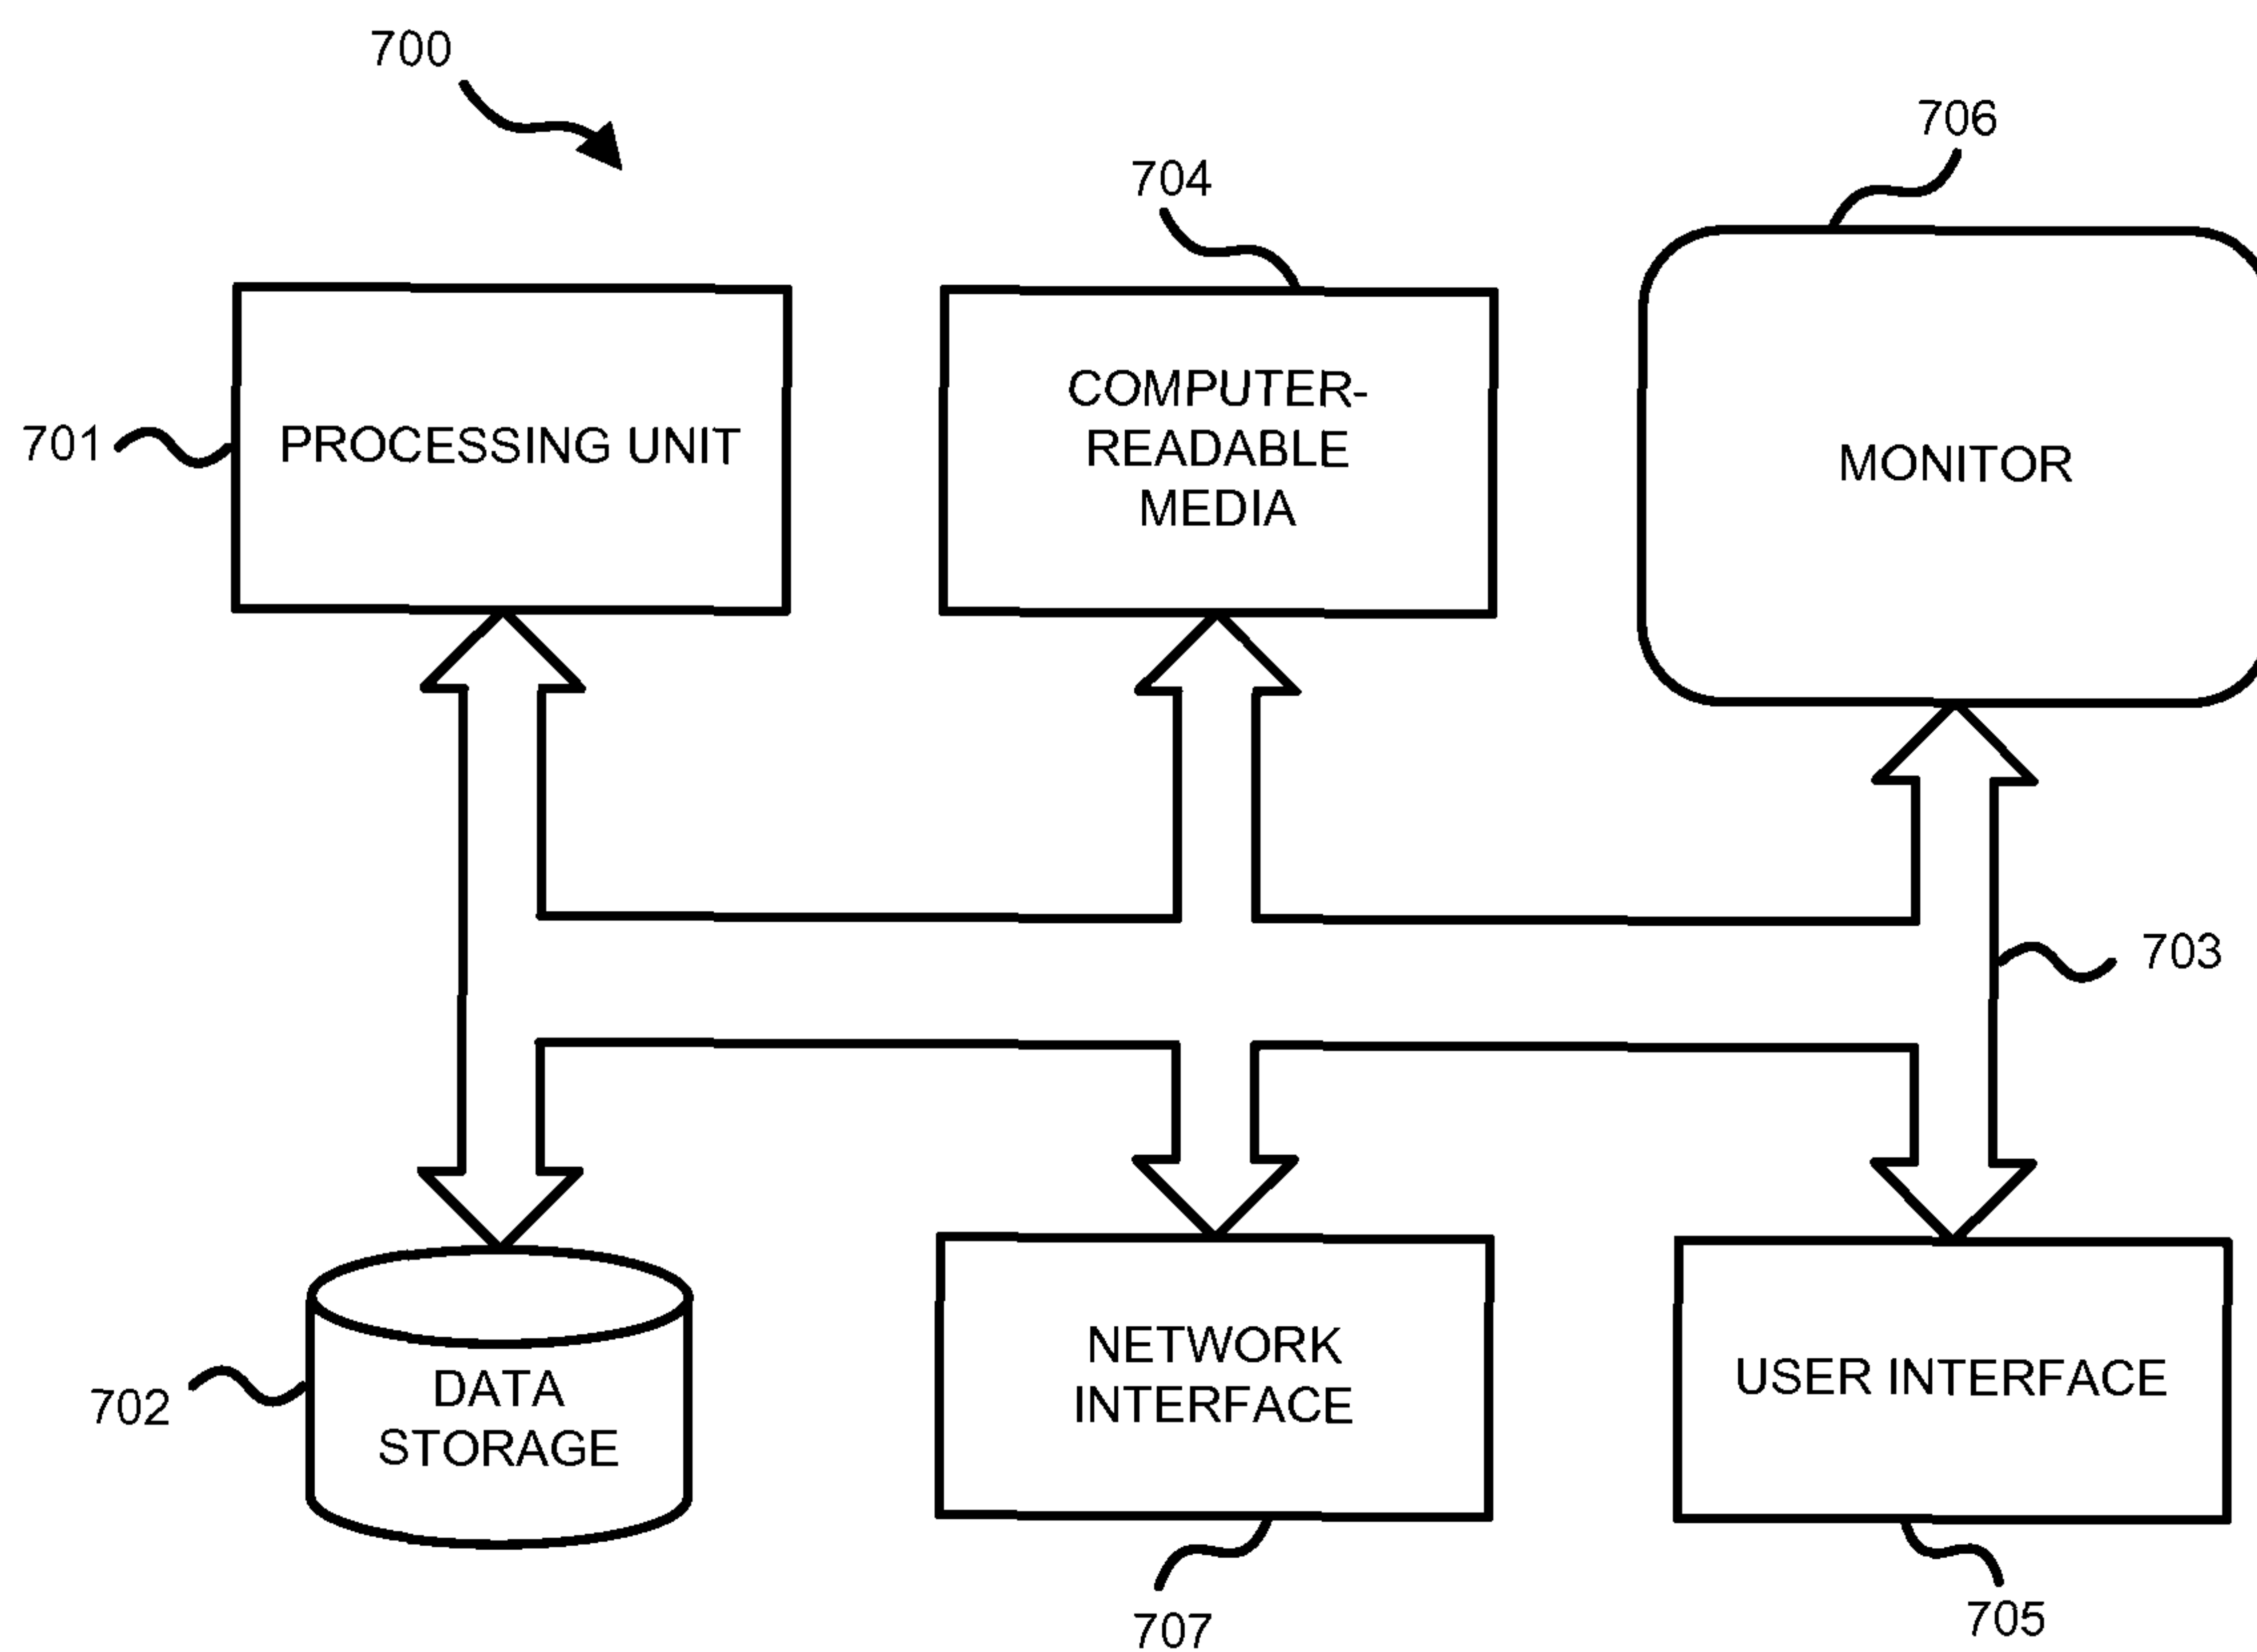 700
706
704
COMPUTER-
READABLE
MEDIA
701
PROCESSING UNIT
MONITOR
703
NETWORK
INTERFACE
USER INTERFACE
702
DATA
STORAGE
707
705